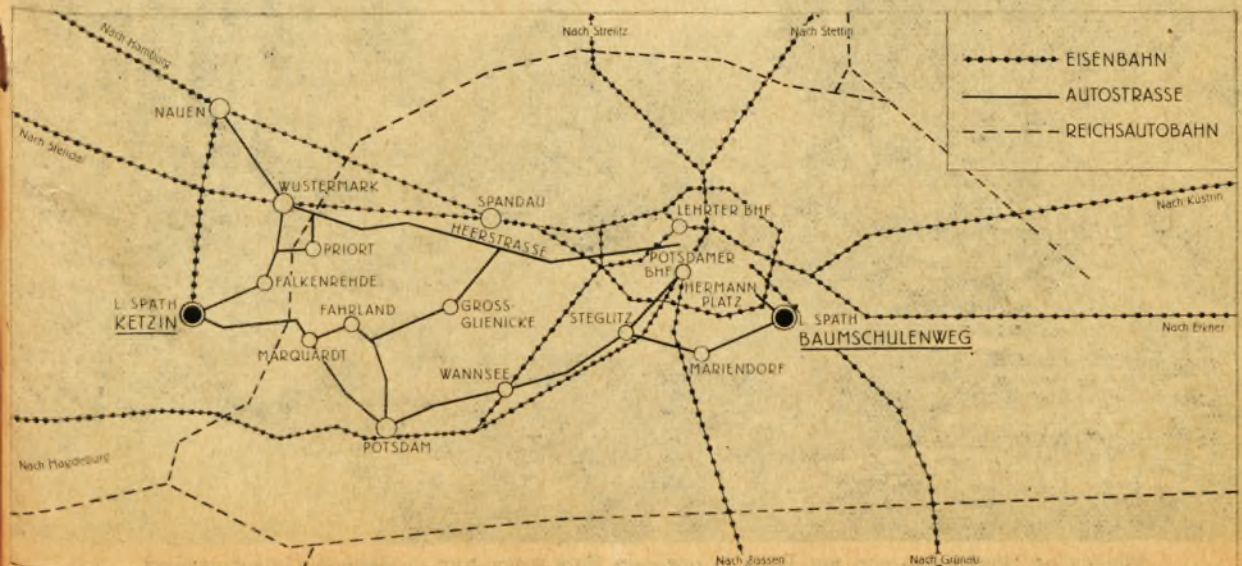 Nach Hamburg
Nach Strelitz
Nach Stettin
EISENBAHN
AUTOSTRASSE
REICHSAUTOBAHN
NAUEN
Nach Stendal
WUSTERMARK
SPANDAU
LEHRTER BHF
Nach Küstrin
HEERSTRASSE
PRIORT
POTSDAMER
BHF
FALKENREHDE
HERMANN
PLATZ
L. SPÄTH
KETZIN
FAHRLAND
GROSS-
GLIENICKE
STEGLITZ
L. SPÄTH
BAUMSCHULENWEG
Nach Erkner
MARQUARDT
WANNSEE
MARIENDORF
POTSDAM
Nach Magdeburg
Nach Zossen
Nach Grünau